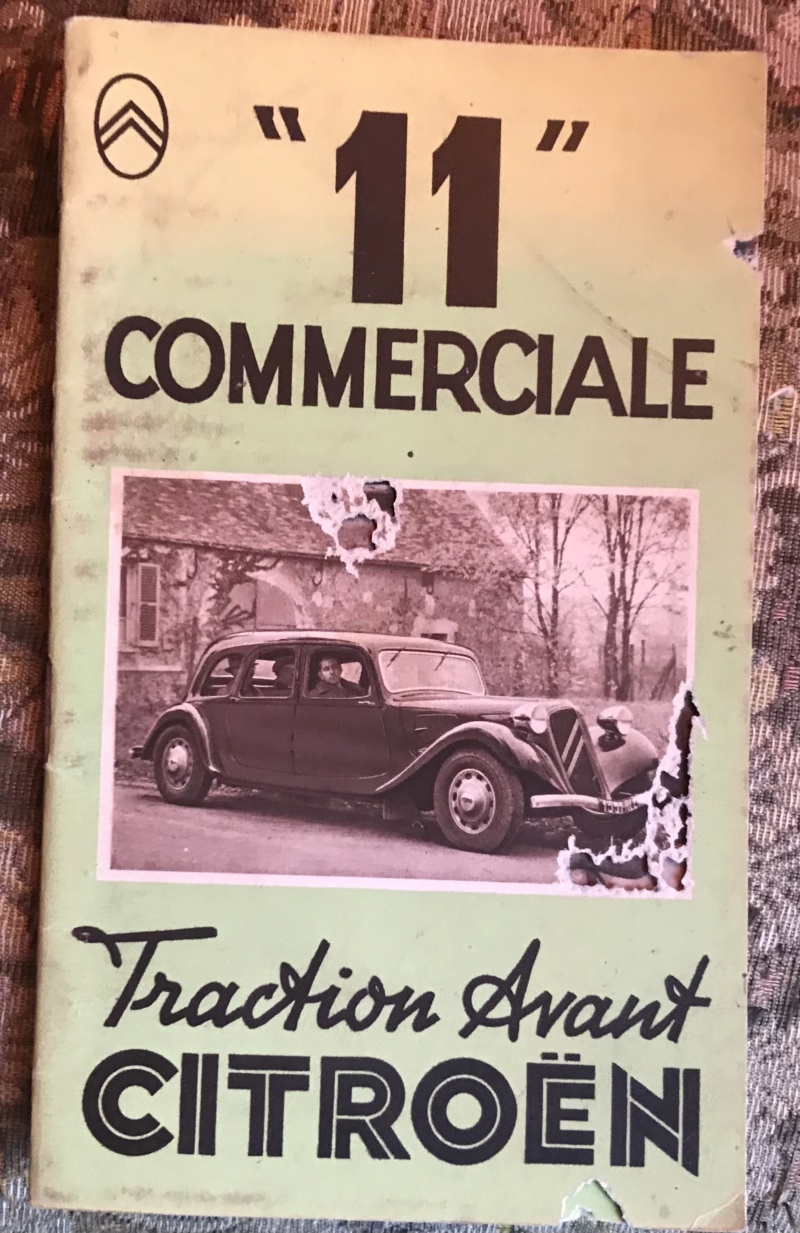 "11"
COMMERCIALE
Traction Avant
CITROËN